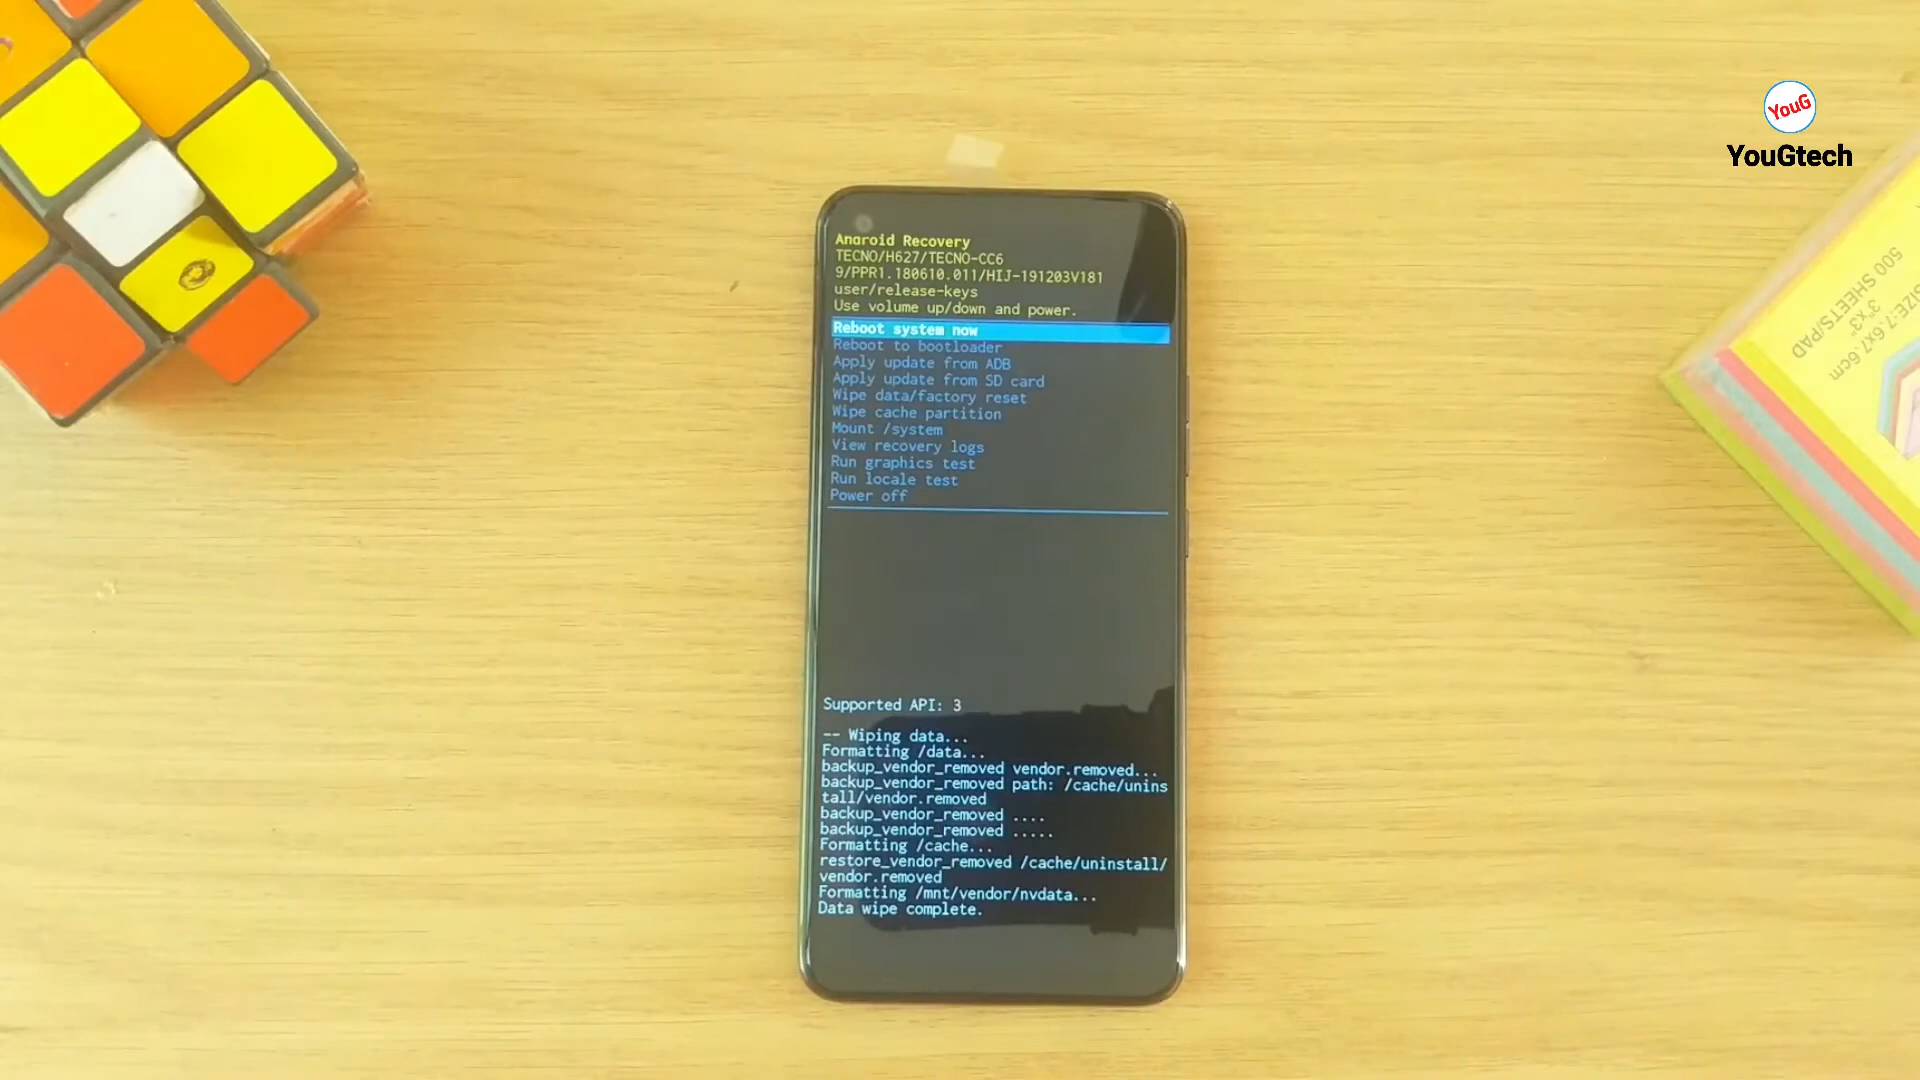 YouG
YouGtech
Android Recovery
TECNO/H627/TECNO-CC6
9/PPR1.180610.011/HIJ-191203V181
user/release-keys
Use volume up/down and power.
Reboot system now
Reboot to bootloader
Apply update from ADB
Apply update from SD card
Wipe data/factory reset
Wipe cache partition
Mount /system
View recovery logs
Run graphics test
Run locale test
Power off
Supported API: 3
-- Wiping data...
Formatting /data...
backup_vendor_removed vendor.removed...
backup_vendor_removed path: /cache/unins
tall/vendor.removed
backup_vendor_removed ....
backup_vendor_removed .....
Formatting /cache...
restore_vendor_removed /cache/uninstall/
vendor.removed
Formatting /mnt/vendor/nvdata...
Data wipe complete.
SIZE:7.6x7.6cm
3"x3"
500 SHEETS/PAD